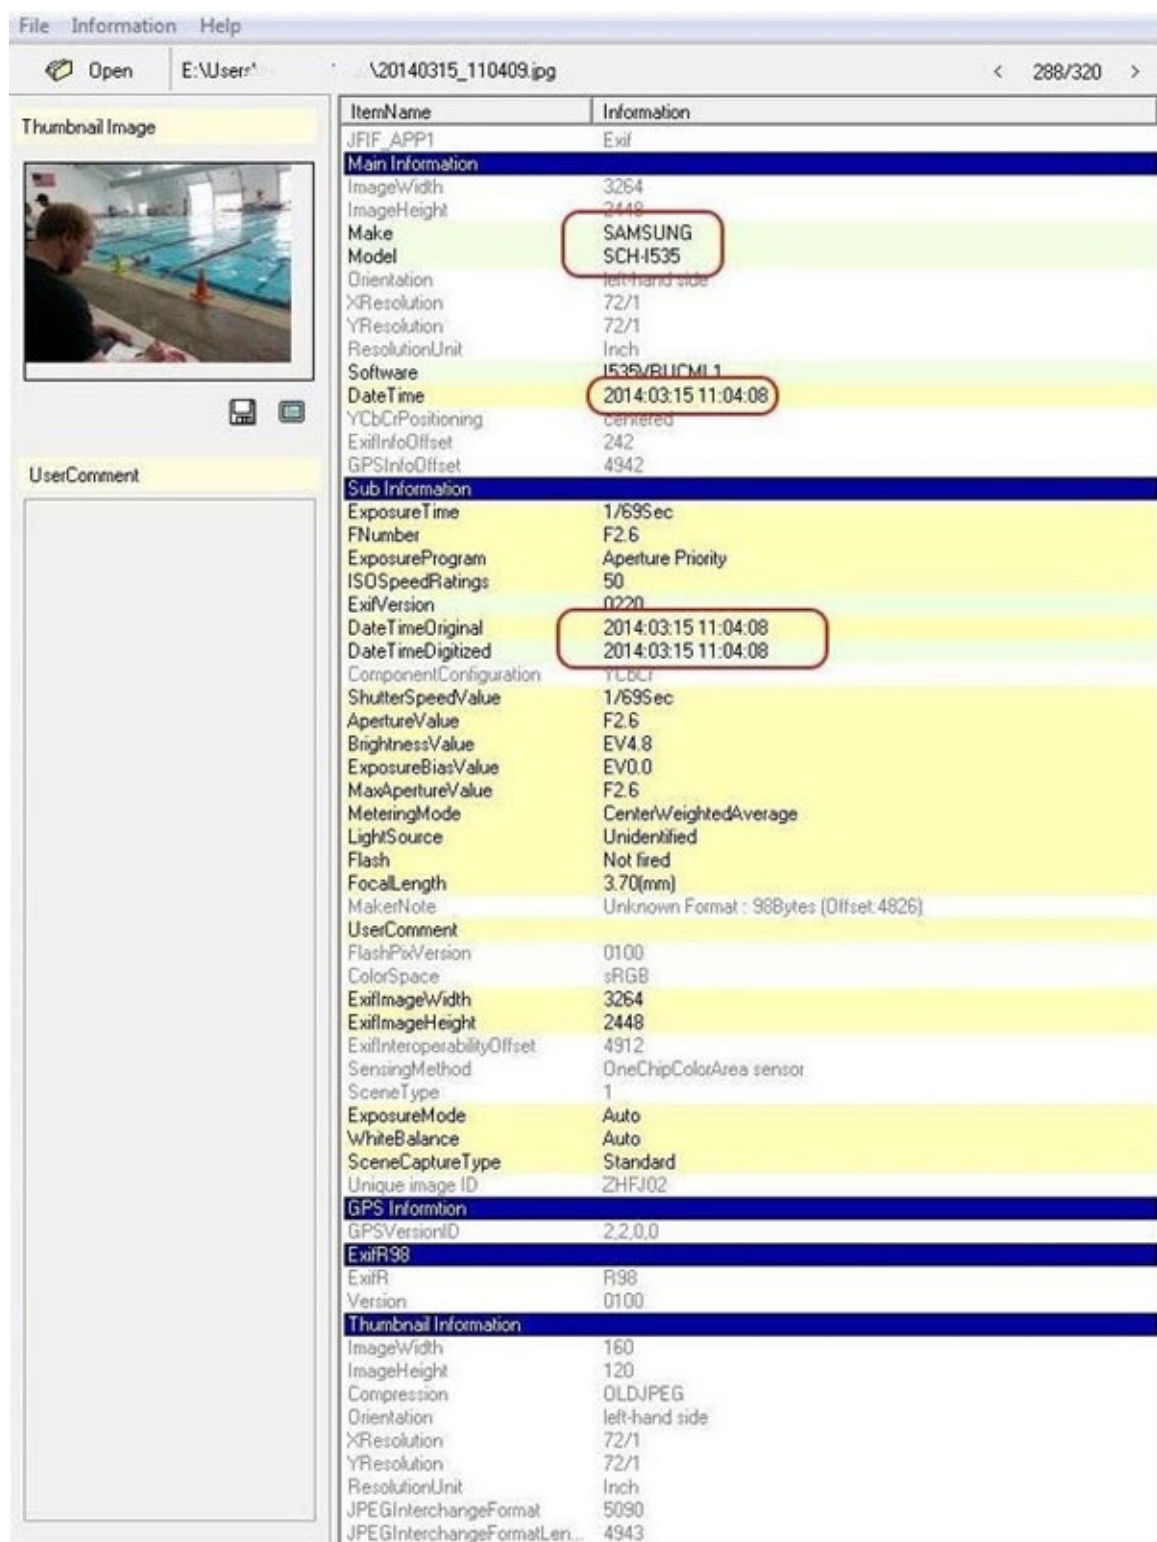 File Information Help
Open E:\Users\ \20140315_110409.jpg < 288/320 >
Thumbnail Image
UserComment
ItemName Information
JFIF_APP1 Exif
Main Information
ImageWidth 3264
ImageHeight 2448
Make SAMSUNG
Model SCH-I535
Orientation left-hand side
XResolution 72/1
YResolution 72/1
ResolutionUnit Inch
Software I535VRUCML1
DateTime 2014:03:15 11:04:08
YCbCrPositioning centered
ExifInfoOffset 242
GPSInfoOffset 4942
Sub Information
ExposureTime 1/69Sec
FNumber F2.6
ExposureProgram Aperture Priority
ISOSpeedRatings 50
ExifVersion 0220
DateTimeOriginal 2014:03:15 11:04:08
DateTimeDigitized 2014:03:15 11:04:08
ComponentConfiguration YCbCr
ShutterSpeedValue 1/69Sec
ApertureValue F2.6
BrightnessValue EV4.8
ExposureBiasValue EV0.0
MaxApertureValue F2.6
MeteringMode CenterWeightedAverage
LightSource Unidentified
Flash Not fired
FocalLength 3.70(mm)
MakerNote Unknown Format : 98Bytes (Offset:4826)
UserComment
FlashPixVersion 0100
ColorSpace sRGB
ExifImageWidth 3264
ExifImageHeight 2448
ExifInteroperabilityOffset 4912
SensingMethod OneChipColorArea sensor
SceneType 1
ExposureMode Auto
WhiteBalance Auto
SceneCaptureType Standard
Unique image ID ZHFJ02
GPS Informtion
GPSVersionID 2,2,0,0
ExifR98
ExifR R98
Version 0100
Thumbnail Information
ImageWidth 160
ImageHeight 120
Compression OLDJPEG
Orientation left-hand side
XResolution 72/1
YResolution 72/1
ResolutionUnit Inch
JPEGInterchangeFormat 5090
JPEGInterchangeFormatLen... 4943